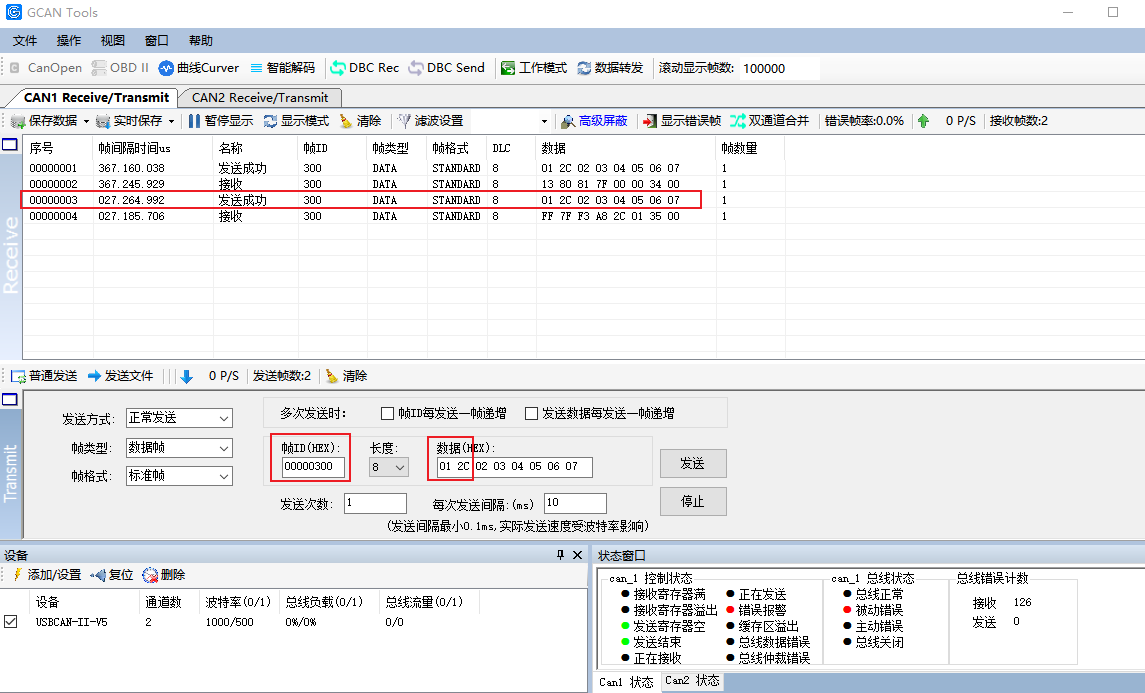 GCAN Tools
文件 操作 视图 窗口 帮助
CanOpen OBD II 曲线Curver 智能解码 DBC Rec DBC Send 工作模式 数据转发 滚动显示帧数: 100000
CAN1 Receive/Transmit CAN2 Receive/Transmit
保存数据 实时保存 暂停显示 显示模式 清除 滤波设置 高级屏蔽 显示错误帧 双通道合并 错误帧率:0.0% 0 P/S 接收帧数:2
序号 帧间隔时间us 名称 帧ID 帧类型 帧格式 DLC 数据 帧数量
00000001 367.160.038 发送成功 300 DATA STANDARD 8 01 2C 02 03 04 05 06 07 1
00000002 367.245.929 接收 300 DATA STANDARD 8 13 80 81 7F 00 00 34 00 1
00000003 027.264.992 发送成功 300 DATA STANDARD 8 01 2C 02 03 04 05 06 07 1
00000004 027.185.706 接收 300 DATA STANDARD 8 FF 7F F3 A8 2C 01 35 00 1
Receive
普通发送 发送文件 0 P/S 发送帧数:2 清除
发送方式: 正常发送 多次发送时: 帧ID每发送一帧递增 发送数据每发送一帧递增
帧类型: 数据帧 帧ID(HEX): 长度: 数据(HEX):
00000300 8 01 2C 02 03 04 05 06 07 发送
帧格式: 标准帧
发送次数: 1 每次发送间隔:(ms) 10 停止
(发送间隔最小0.1ms,实际发送速度受波特率影响)
Transmit
设备
添加/设置 复位 删除
设备 通道数 波特率(0/1) 总线负载(0/1) 总线流量(0/1)
USBCAN-II-V5 2 1000/500 0%/0% 0/0
状态窗口
can_1 控制状态 can_1 总线状态 总线错误计数
接收寄存器满 正在发送 总线正常 接收 126
接收寄存器溢出 错误报警 被动错误
发送寄存器空 缓存区溢出 主动错误 发送 0
发送结束 总线数据错误 总线关闭
正在接收 总线仲裁错误
Can1 状态 Can2 状态